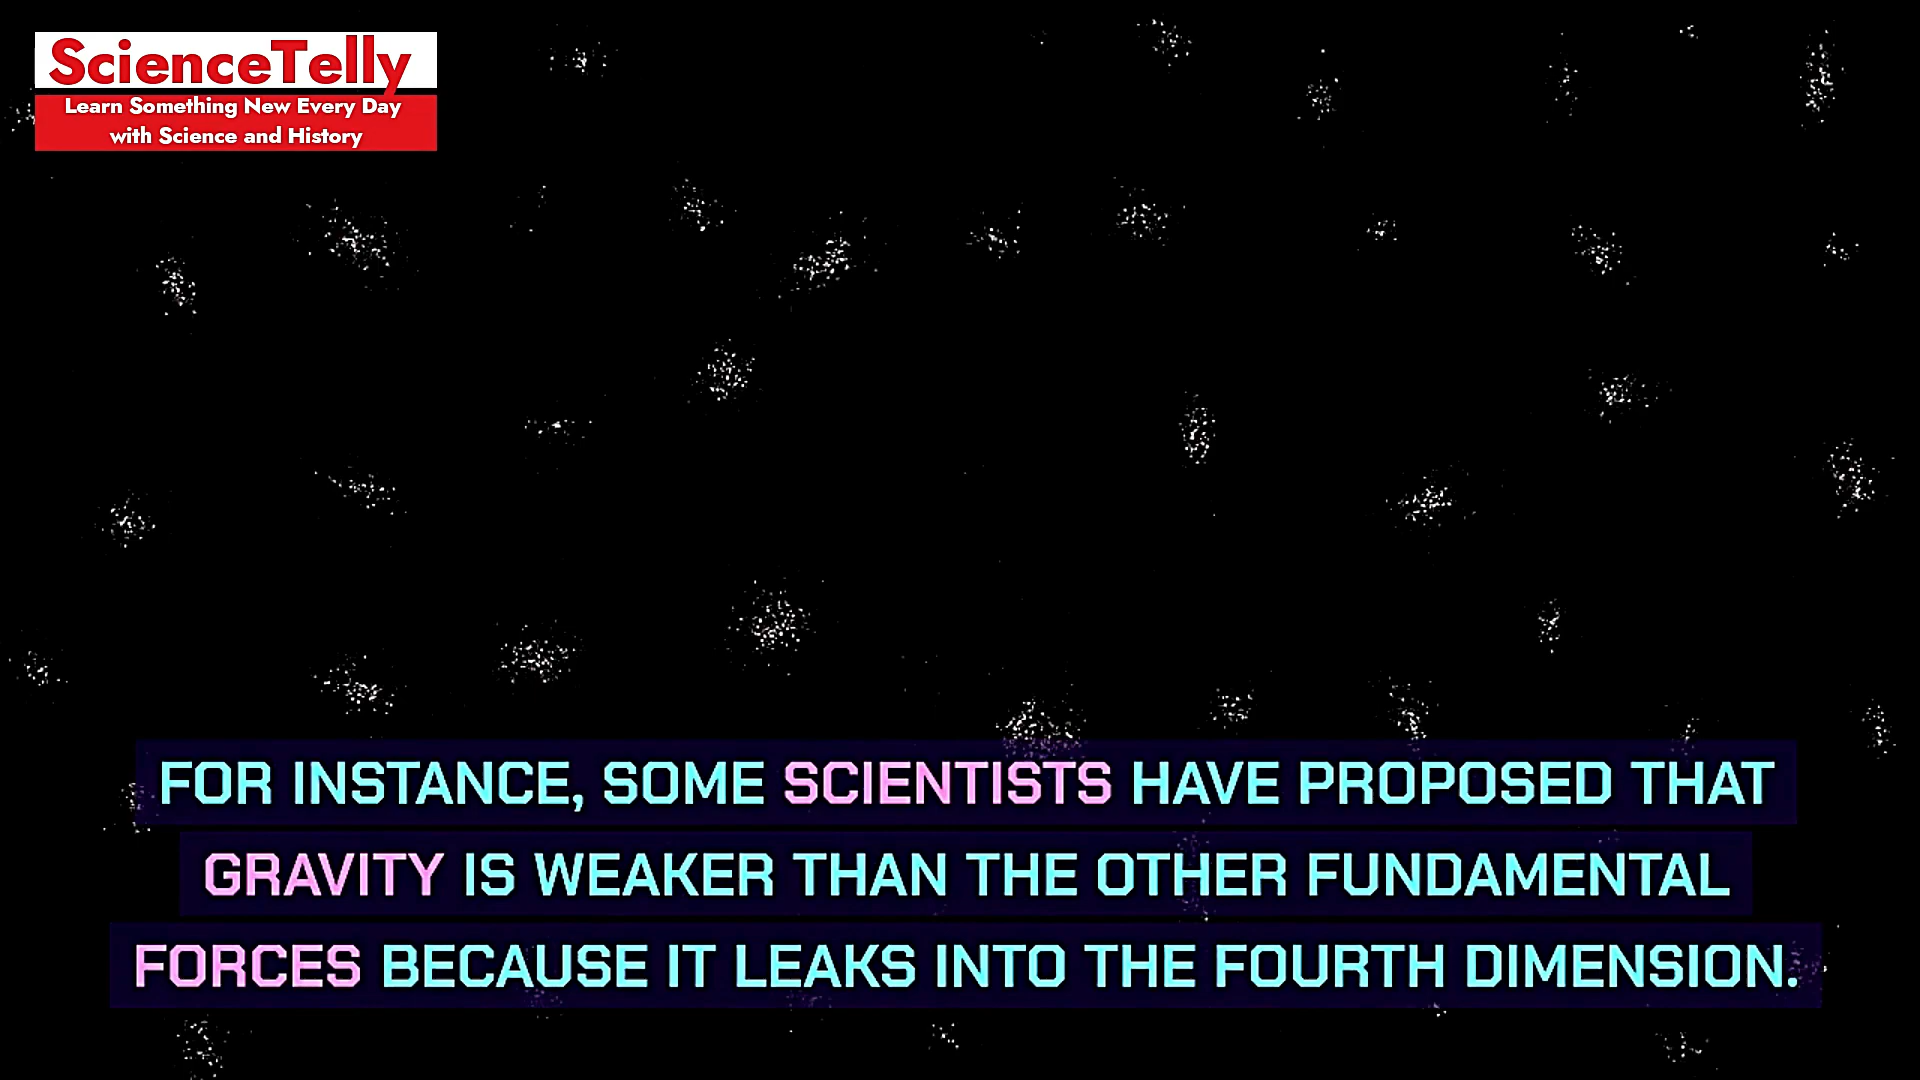 ScienceTelly
Learn Something New Every Day
with Science and History
FOR INSTANCE, SOME SCIENTISTS HAVE PROPOSED THAT
GRAVITY IS WEAKER THAN THE OTHER FUNDAMENTAL
FORCES BECAUSE IT LEAKS INTO THE FOURTH DIMENSION.